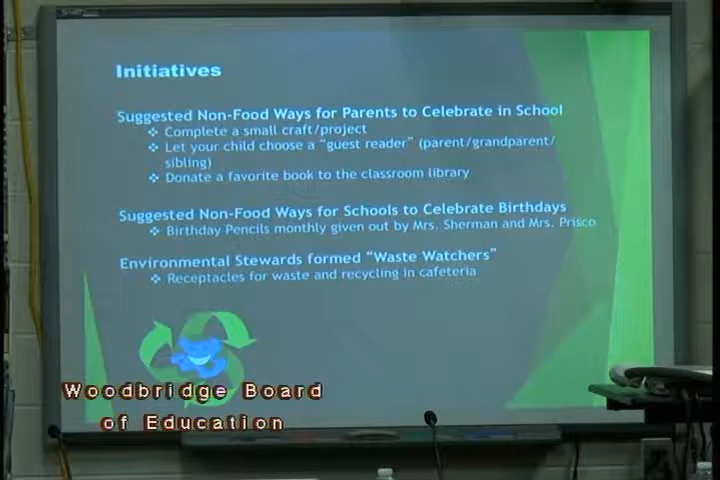 Initiatives
Suggested Non-Food Ways for Parents to Celebrate in School
❖ Complete a small craft/project
❖ Let your child choose a "guest reader" (parent/grandparent/
sibling)
❖ Donate a favorite book to the classroom library
Suggested Non-Food Ways for Schools to Celebrate Birthdays
❖ Birthday Pencils monthly given out by Mrs. Sherman and Mrs. Prisco
Environmental Stewards formed "Waste Watchers"
❖ Receptacles for waste and recycling in cafeteria
Woodbridge Board
of Education